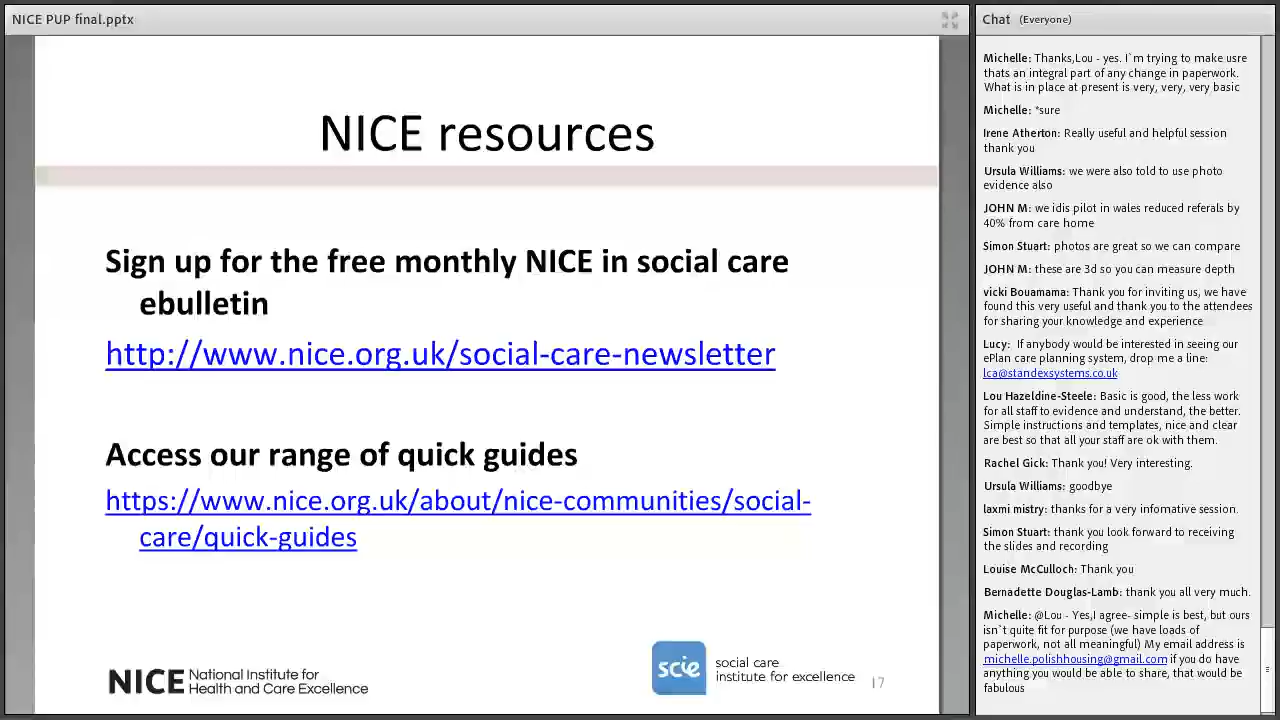 NICE PUP final.pptx
NICE resources
Sign up for the free monthly NICE in social care
ebulletin
http://www.nice.org.uk/social-care-newsletter
Access our range of quick guides
https://www.nice.org.uk/about/nice-communities/social-
care/quick-guides
NICE National Institute for
Health and Care Excellence
scie social care
institute for excellence
17
Chat (Everyone)
Michelle: Thanks,Lou - yes. I`m trying to make usre
thats an integral part of any change in paperwork.
What is in place at present is very, very, very basic
Michelle: *sure
Irene Atherton: Really useful and helpful session
thank you
Ursula Williams: we were also told to use photo
evidence also
JOHN M: we idis pilot in wales reduced referals by
40% from care home
Simon Stuart: photos are great so we can compare
JOHN M: these are 3d so you can measure depth
vicki Bouamama: Thank you for inviting us, we have
found this very useful and thank you to the attendees
for sharing your knowledge and experience
Lucy: If anybody would be interested in seeing our
ePlan care planning system, drop me a line:
lca@standexsystems.co.uk
Lou Hazeldine-Steele: Basic is good, the less work
for all staff to evidence and understand, the better.
Simple instructions and templates, nice and clear
are best so that all your staff are ok with them.
Rachel Gick: Thank you! Very interesting.
Ursula Williams: goodbye
laxmi mistry: thanks for a very infomative session.
Simon Stuart: thank you look forward to receiving
the slides and recording
Louise McCulloch: Thank you
Bernadette Douglas-Lamb: thank you all very much.
Michelle: @Lou - Yes,I agree- simple is best, but ours
isn`t quite fit for purpose (we have loads of
paperwork, not all meaningful) My email address is
michelle.polishhousing@gmail.com if you do have
anything you would be able to share, that would be
fabulous